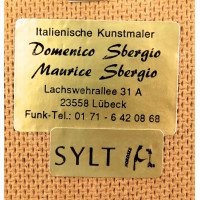 Italienische Kunstmaler
Domenico Sbergio
Maurice Sbergio
Lachswehrallee 31 A
23558 Lübeck
Funk-Tel.: 01 71 - 6 42 08 68
SYLT